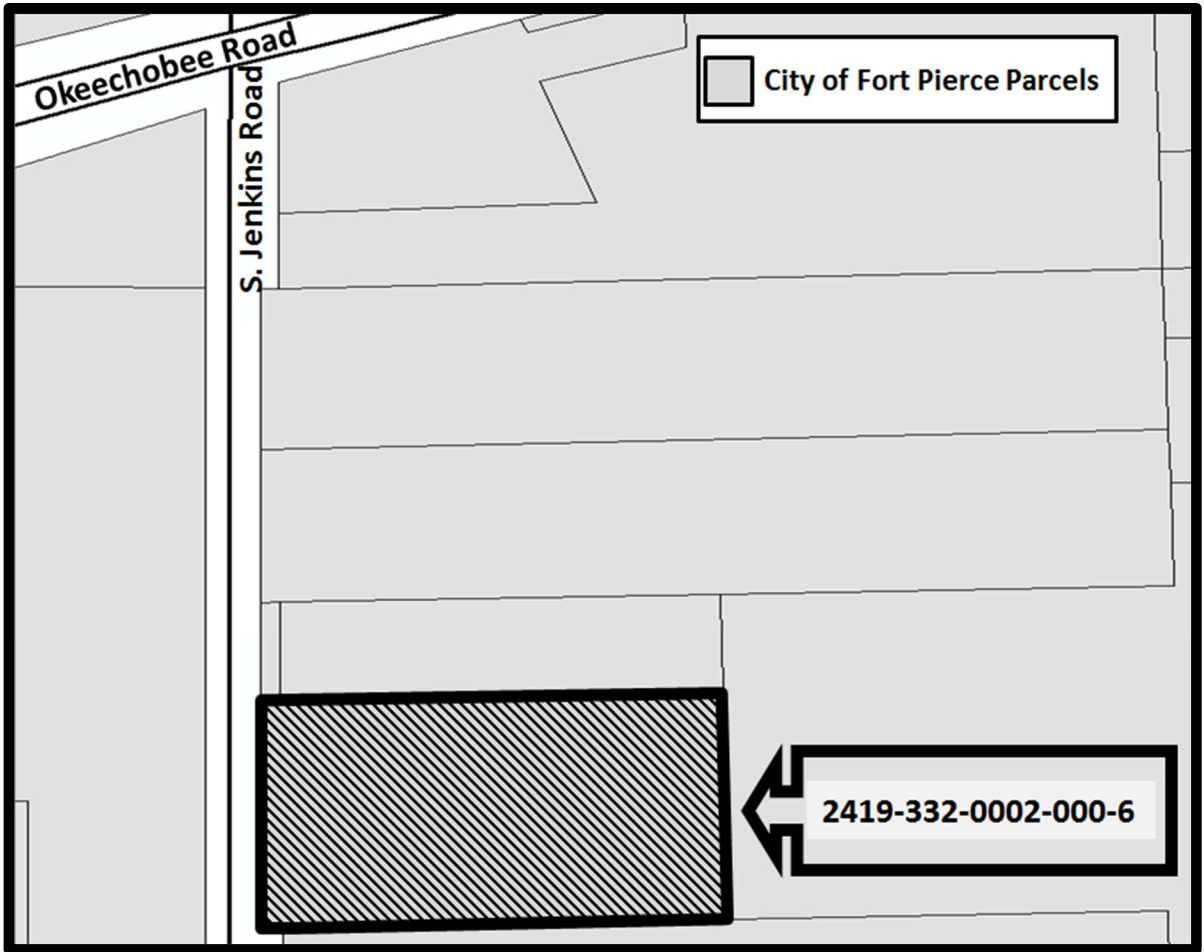 Okeechobee Road
City of Fort Pierce Parcels
S. Jenkins Road
2419-332-0002-000-6